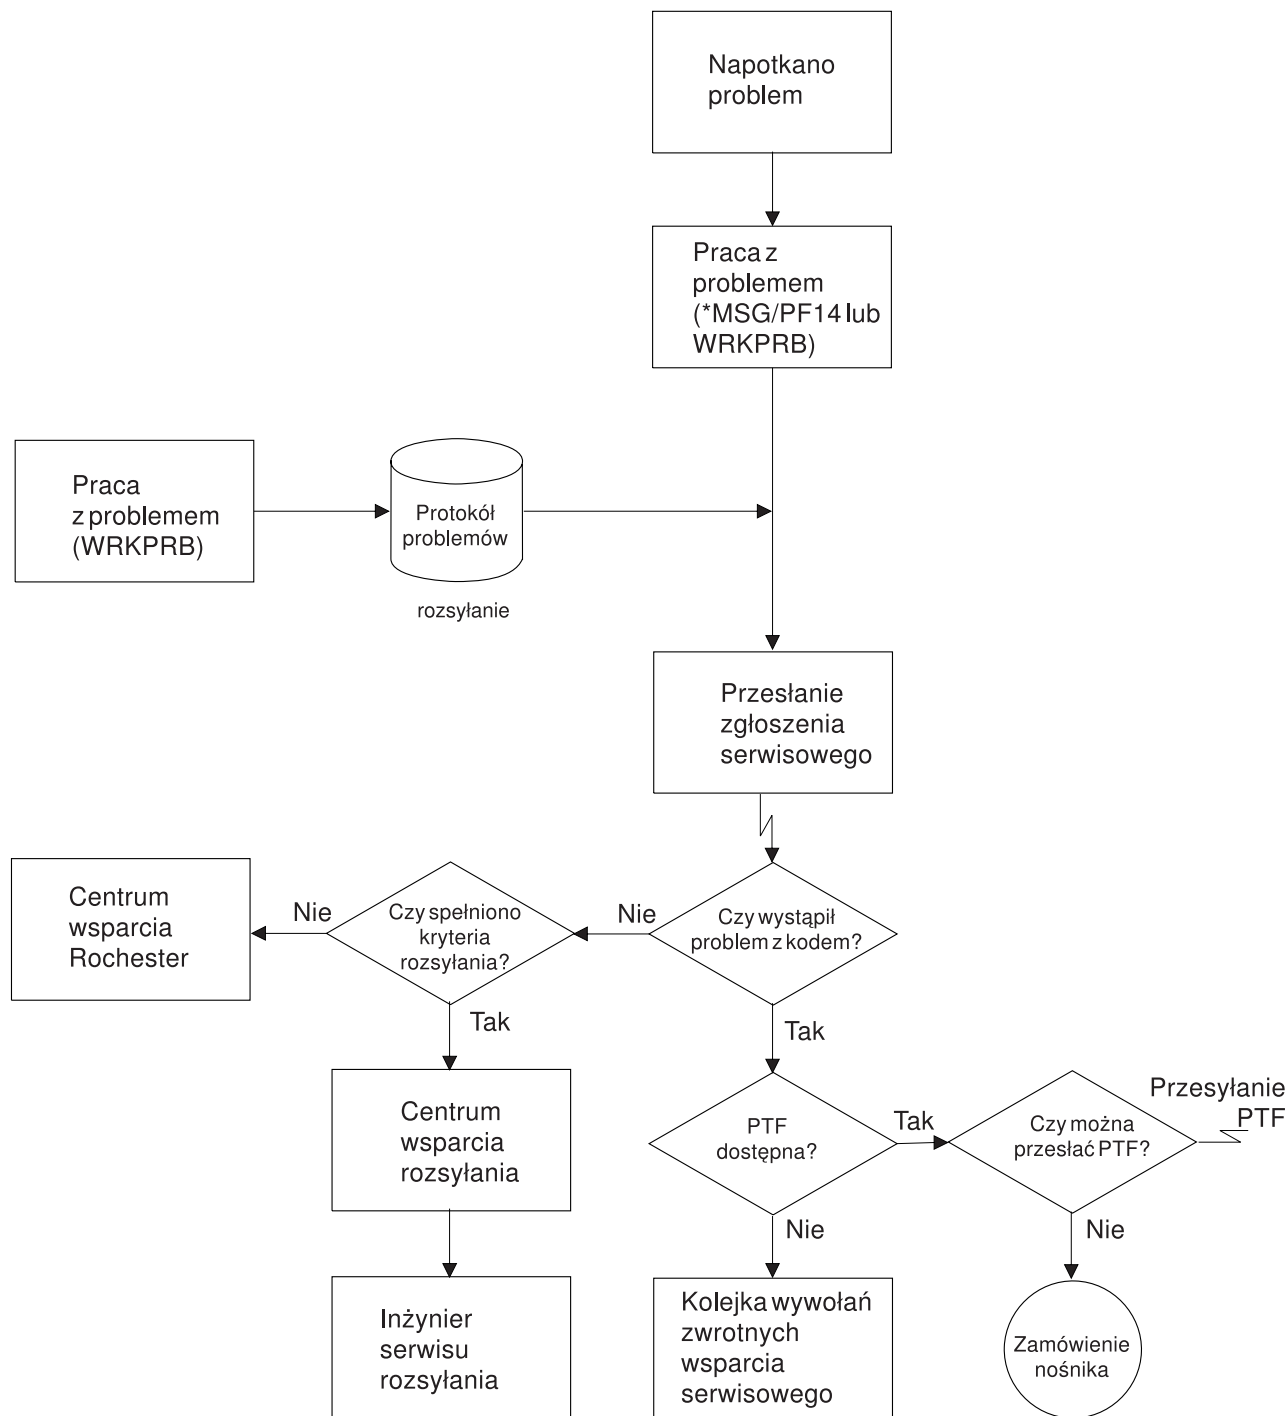 Napotkano
problem
Praca z
problemem
(*MSG/PF14 lub
WRKPRB)
Praca
z problemem
(WRKPRB)
Protokół
problemów
rozsyłanie
Przesłanie
zgłoszenia
serwisowego
Centrum
wsparcia
Rochester
Nie
Czy spełniono
kryteria
rozsyłania?
Nie
Czy wystąpił
problem z kodem?
Tak
Tak
Centrum
wsparcia
rozsyłania
PTF
dostępna?
Tak
Czy można
przesłać PTF?
Przesyłanie
PTF
Nie
Nie
Inżynier
serwisu
rozsyłania
Kolejka wywołań
zwrotnych
wsparcia
serwisowego
Zamówienie
nośnika